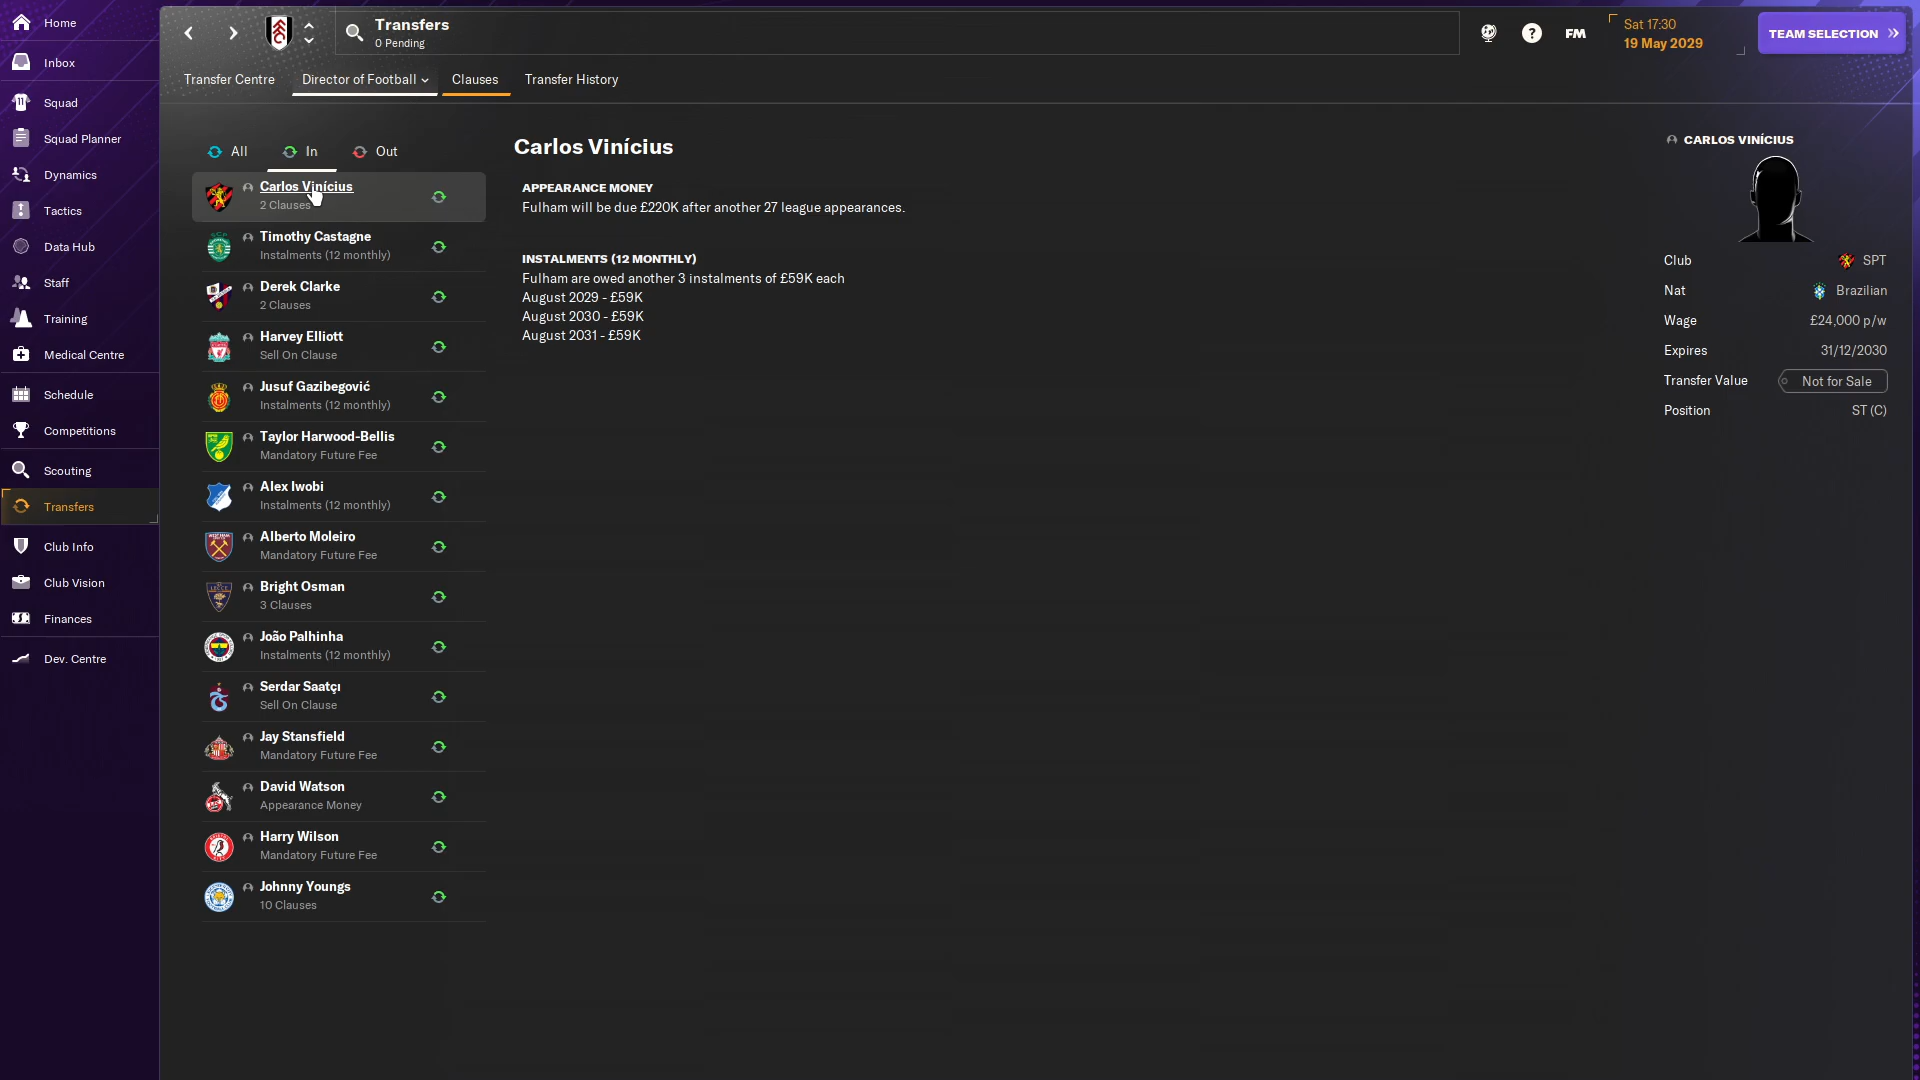 Home
Inbox
Squad
Squad Planner
Dynamics
Tactics
Data Hub
Staff
Training
Medical Centre
Schedule
Competitions
Scouting
Transfers
Club Info
Club Vision
Finances
Dev. Centre
Transfers
0 Pending
FM
Sat 17:30
19 May 2029
TEAM SELECTION
Transfer Centre
Director of Football
Clauses
Transfer History
All
In
Out
Carlos Vinícius
2 Clauses
Timothy Castagne
Instalments (12 monthly)
Derek Clarke
2 Clauses
Harvey Elliott
Sell On Clause
Jusuf Gazibegović
Instalments (12 monthly)
Taylor Harwood-Bellis
Mandatory Future Fee
Alex Iwobi
Instalments (12 monthly)
Alberto Moleiro
Mandatory Future Fee
Bright Osman
3 Clauses
João Palhinha
Instalments (12 monthly)
Serdar Saatçı
Sell On Clause
Jay Stansfield
Mandatory Future Fee
David Watson
Appearance Money
Harry Wilson
Mandatory Future Fee
Johnny Youngs
10 Clauses
Carlos Vinícius
APPEARANCE MONEY
Fulham will be due £220K after another 27 league appearances.
INSTALMENTS (12 MONTHLY)
Fulham are owed another 3 instalments of £59K each
August 2029 - £59K
August 2030 - £59K
August 2031 - £59K
CARLOS VINÍCIUS
Club SPT
Nat Brazilian
Wage £24,000 p/w
Expires 31/12/2030
Transfer Value Not for Sale
Position ST (C)